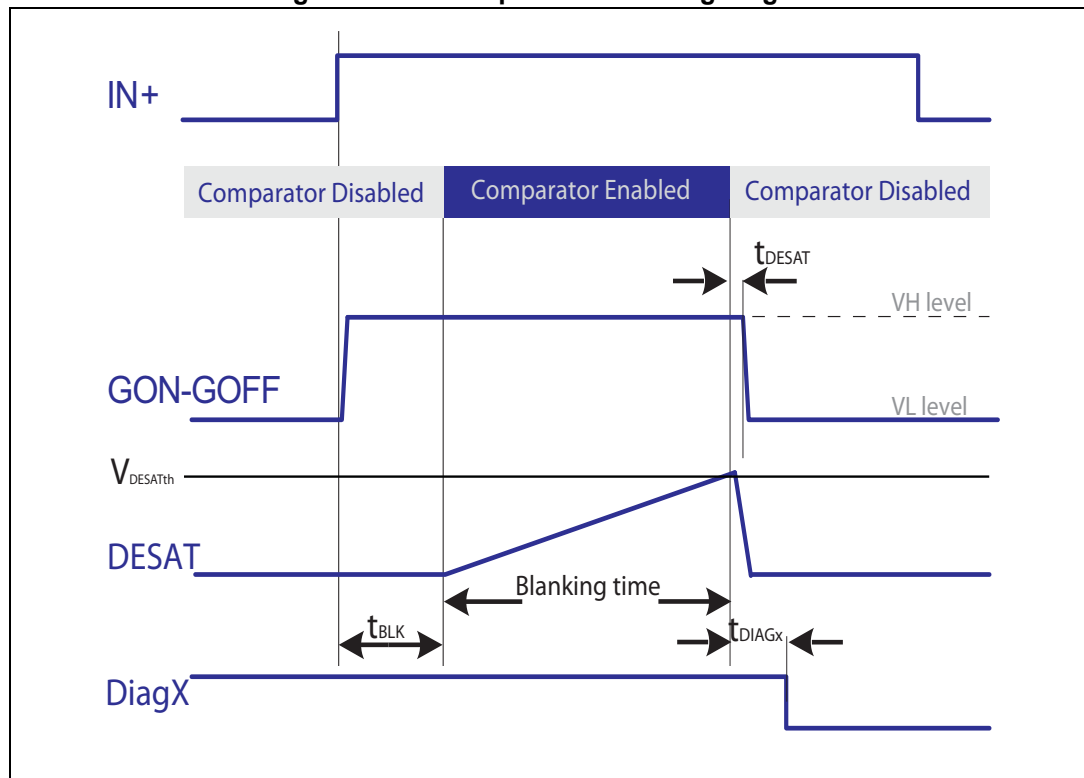 IN+
Comparator Disabled
Comparator Enabled
Comparator Disabled
tDESAT
VH level
GON-GOFF
VL level
VDESATth
DESAT
Blanking time
tBLK
tDIAGx
DiagX